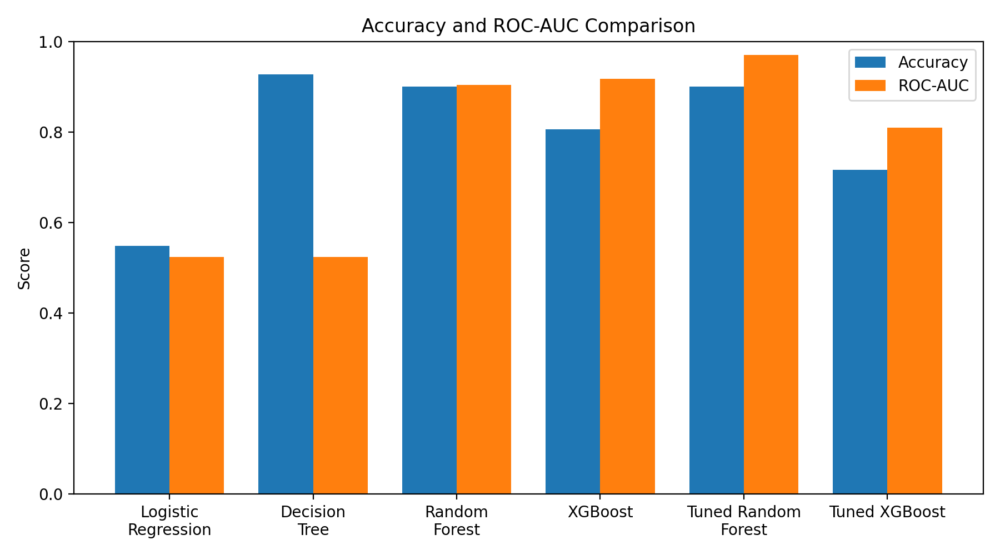 Accuracy and ROC-AUC Comparison
1.0
0.8
0.6
0.4
0.2
0.0
Score
Accuracy
ROC-AUC
Logistic
Regression
Decision
Tree
Random
Forest
XGBoost
Tuned Random
Forest
Tuned XGBoost